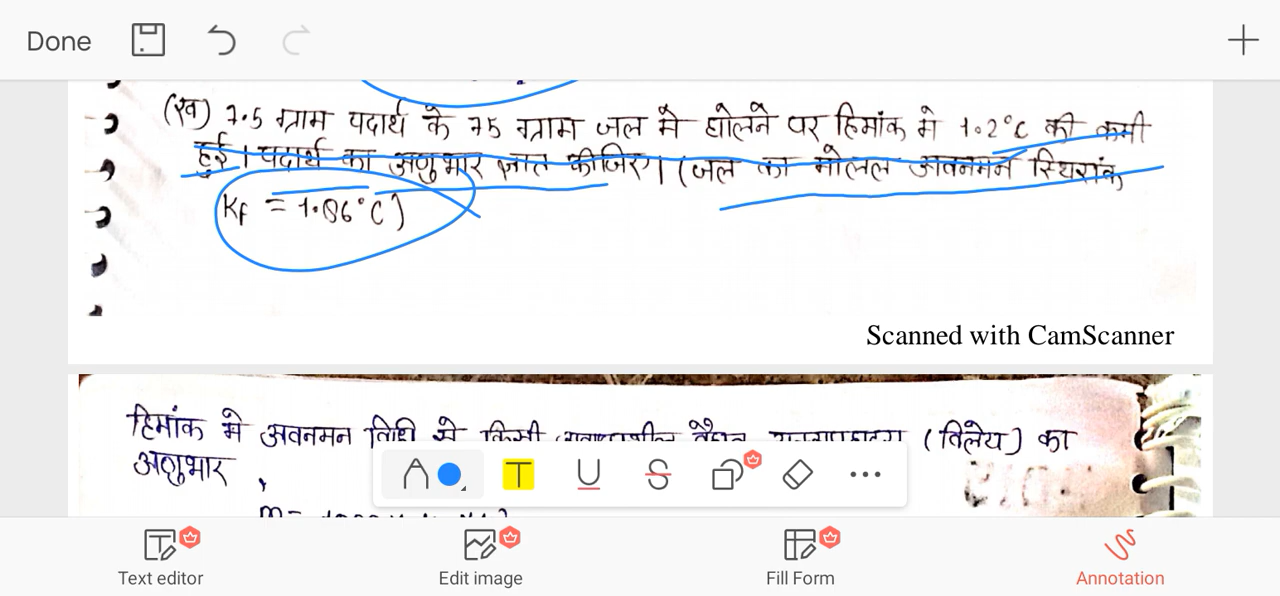 Done
(ख) 7.5 ग्राम पदार्थ के 75 ग्राम जल मे घोलने पर हिमांक मे 1.2°C की कमी
हुई। पदार्थ का अणुभार ज्ञात कीजिए। (जल का मोलल अवनमन स्थिरांक
Kf = 1.86°C)
Scanned with CamScanner
हिमांक मे अवनमन विधि से किसी (विलेय) का
अणुभार
T U S
Text editor Edit image Fill Form Annotation